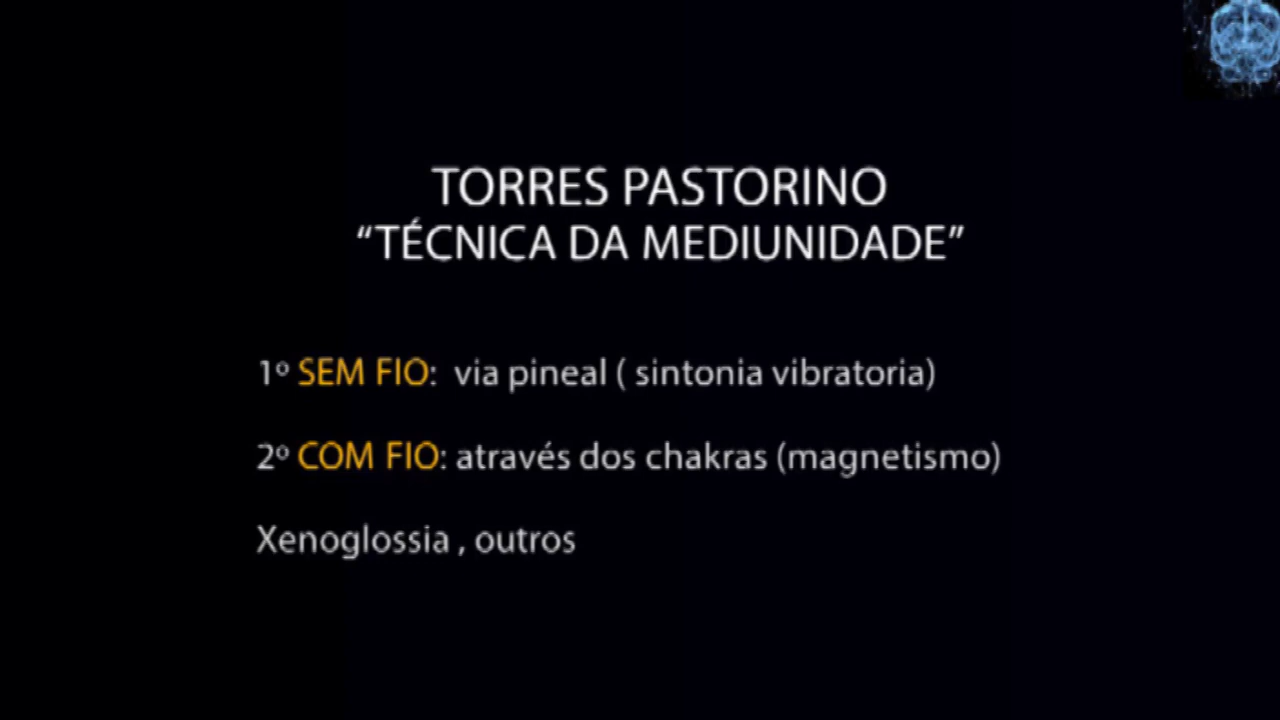 TORRES PASTORINO
“TÉCNICA DA MEDIUNIDADE”
1º SEM FIO: via pineal ( sintonia vibratoria)
2º COM FIO: através dos chakras (magnetismo)
Xenoglossia , outros